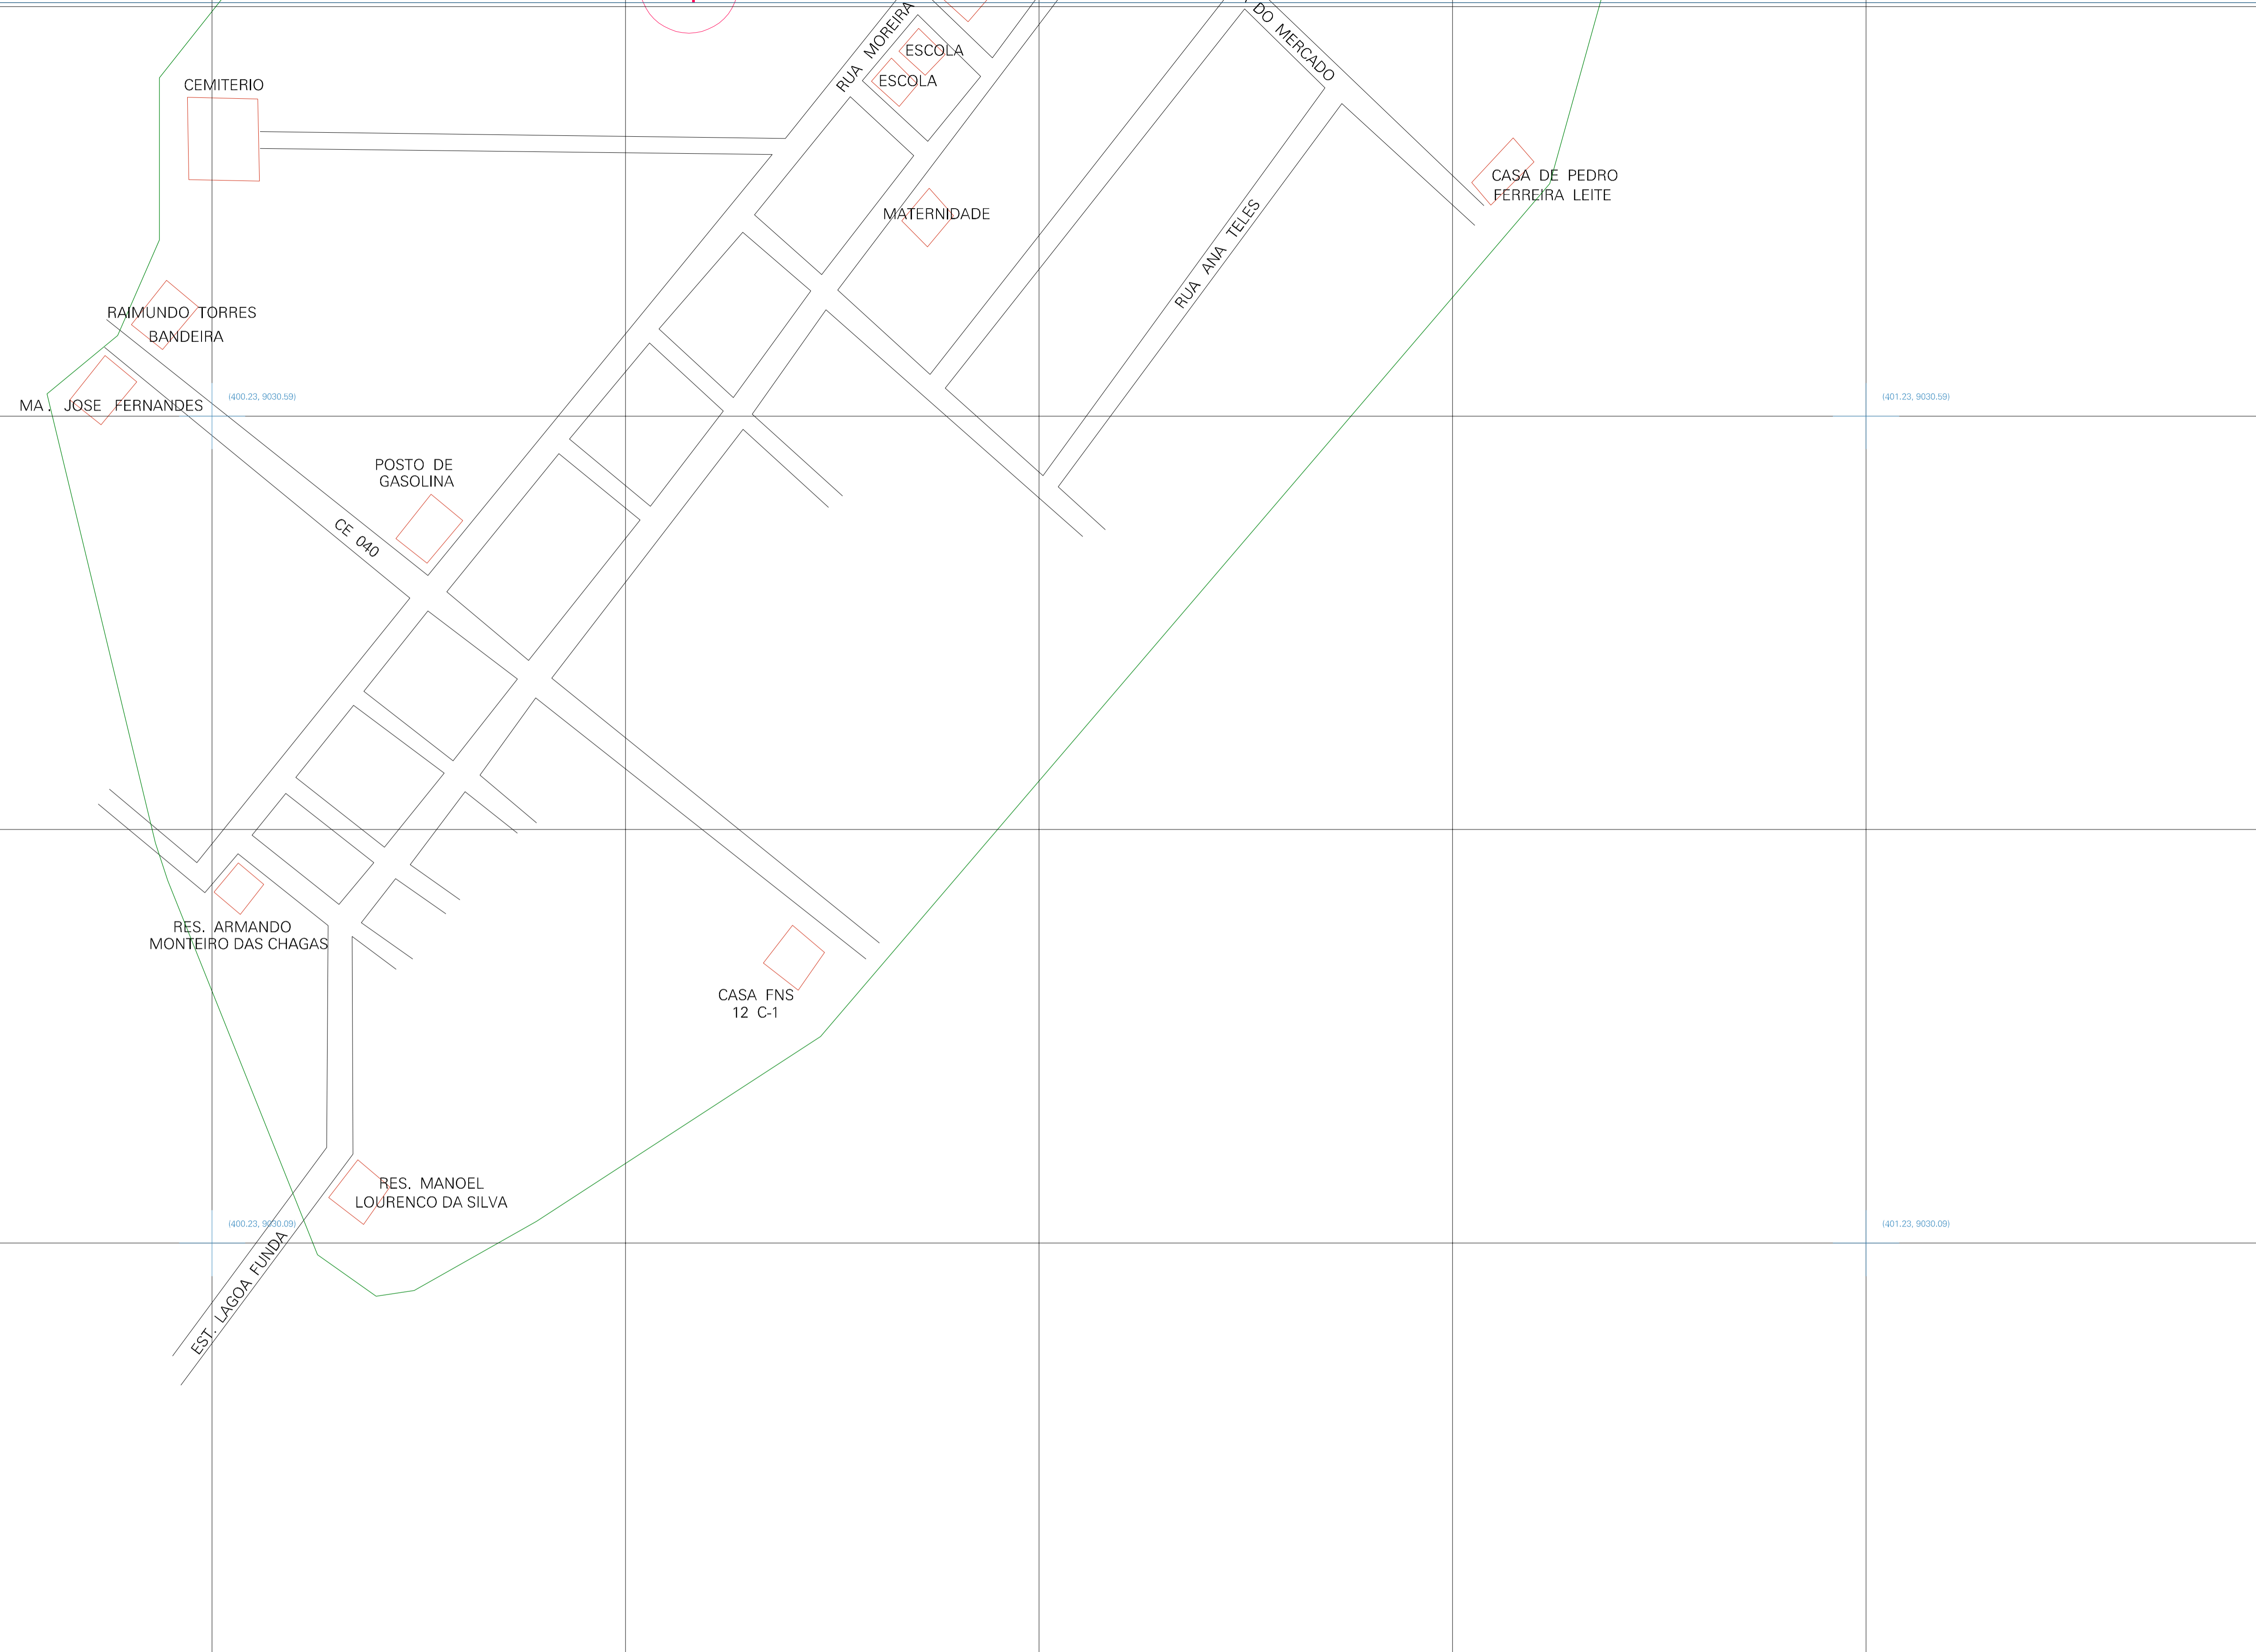 RUA MOREIRA
DO MERCADO
ESCOLA
ESCOLA
CEMITERIO
CASA DE PEDRO
FERREIRA LEITE
MATERNIDADE
RUA ANA TELES
RAIMUNDO TORRES
BANDEIRA
(400.23, 9030.59)
(401.23, 9030.59)
MA. JOSE FERNANDES
POSTO DE
GASOLINA
CE 040
RES. ARMANDO
MONTEIRO DAS CHAGAS
CASA FNS
12 C-1
RES. MANOEL
LOURENCO DA SILVA
(400.23, 9030.09)
(401.23, 9030.09)
EST. LAGOA FUNDA